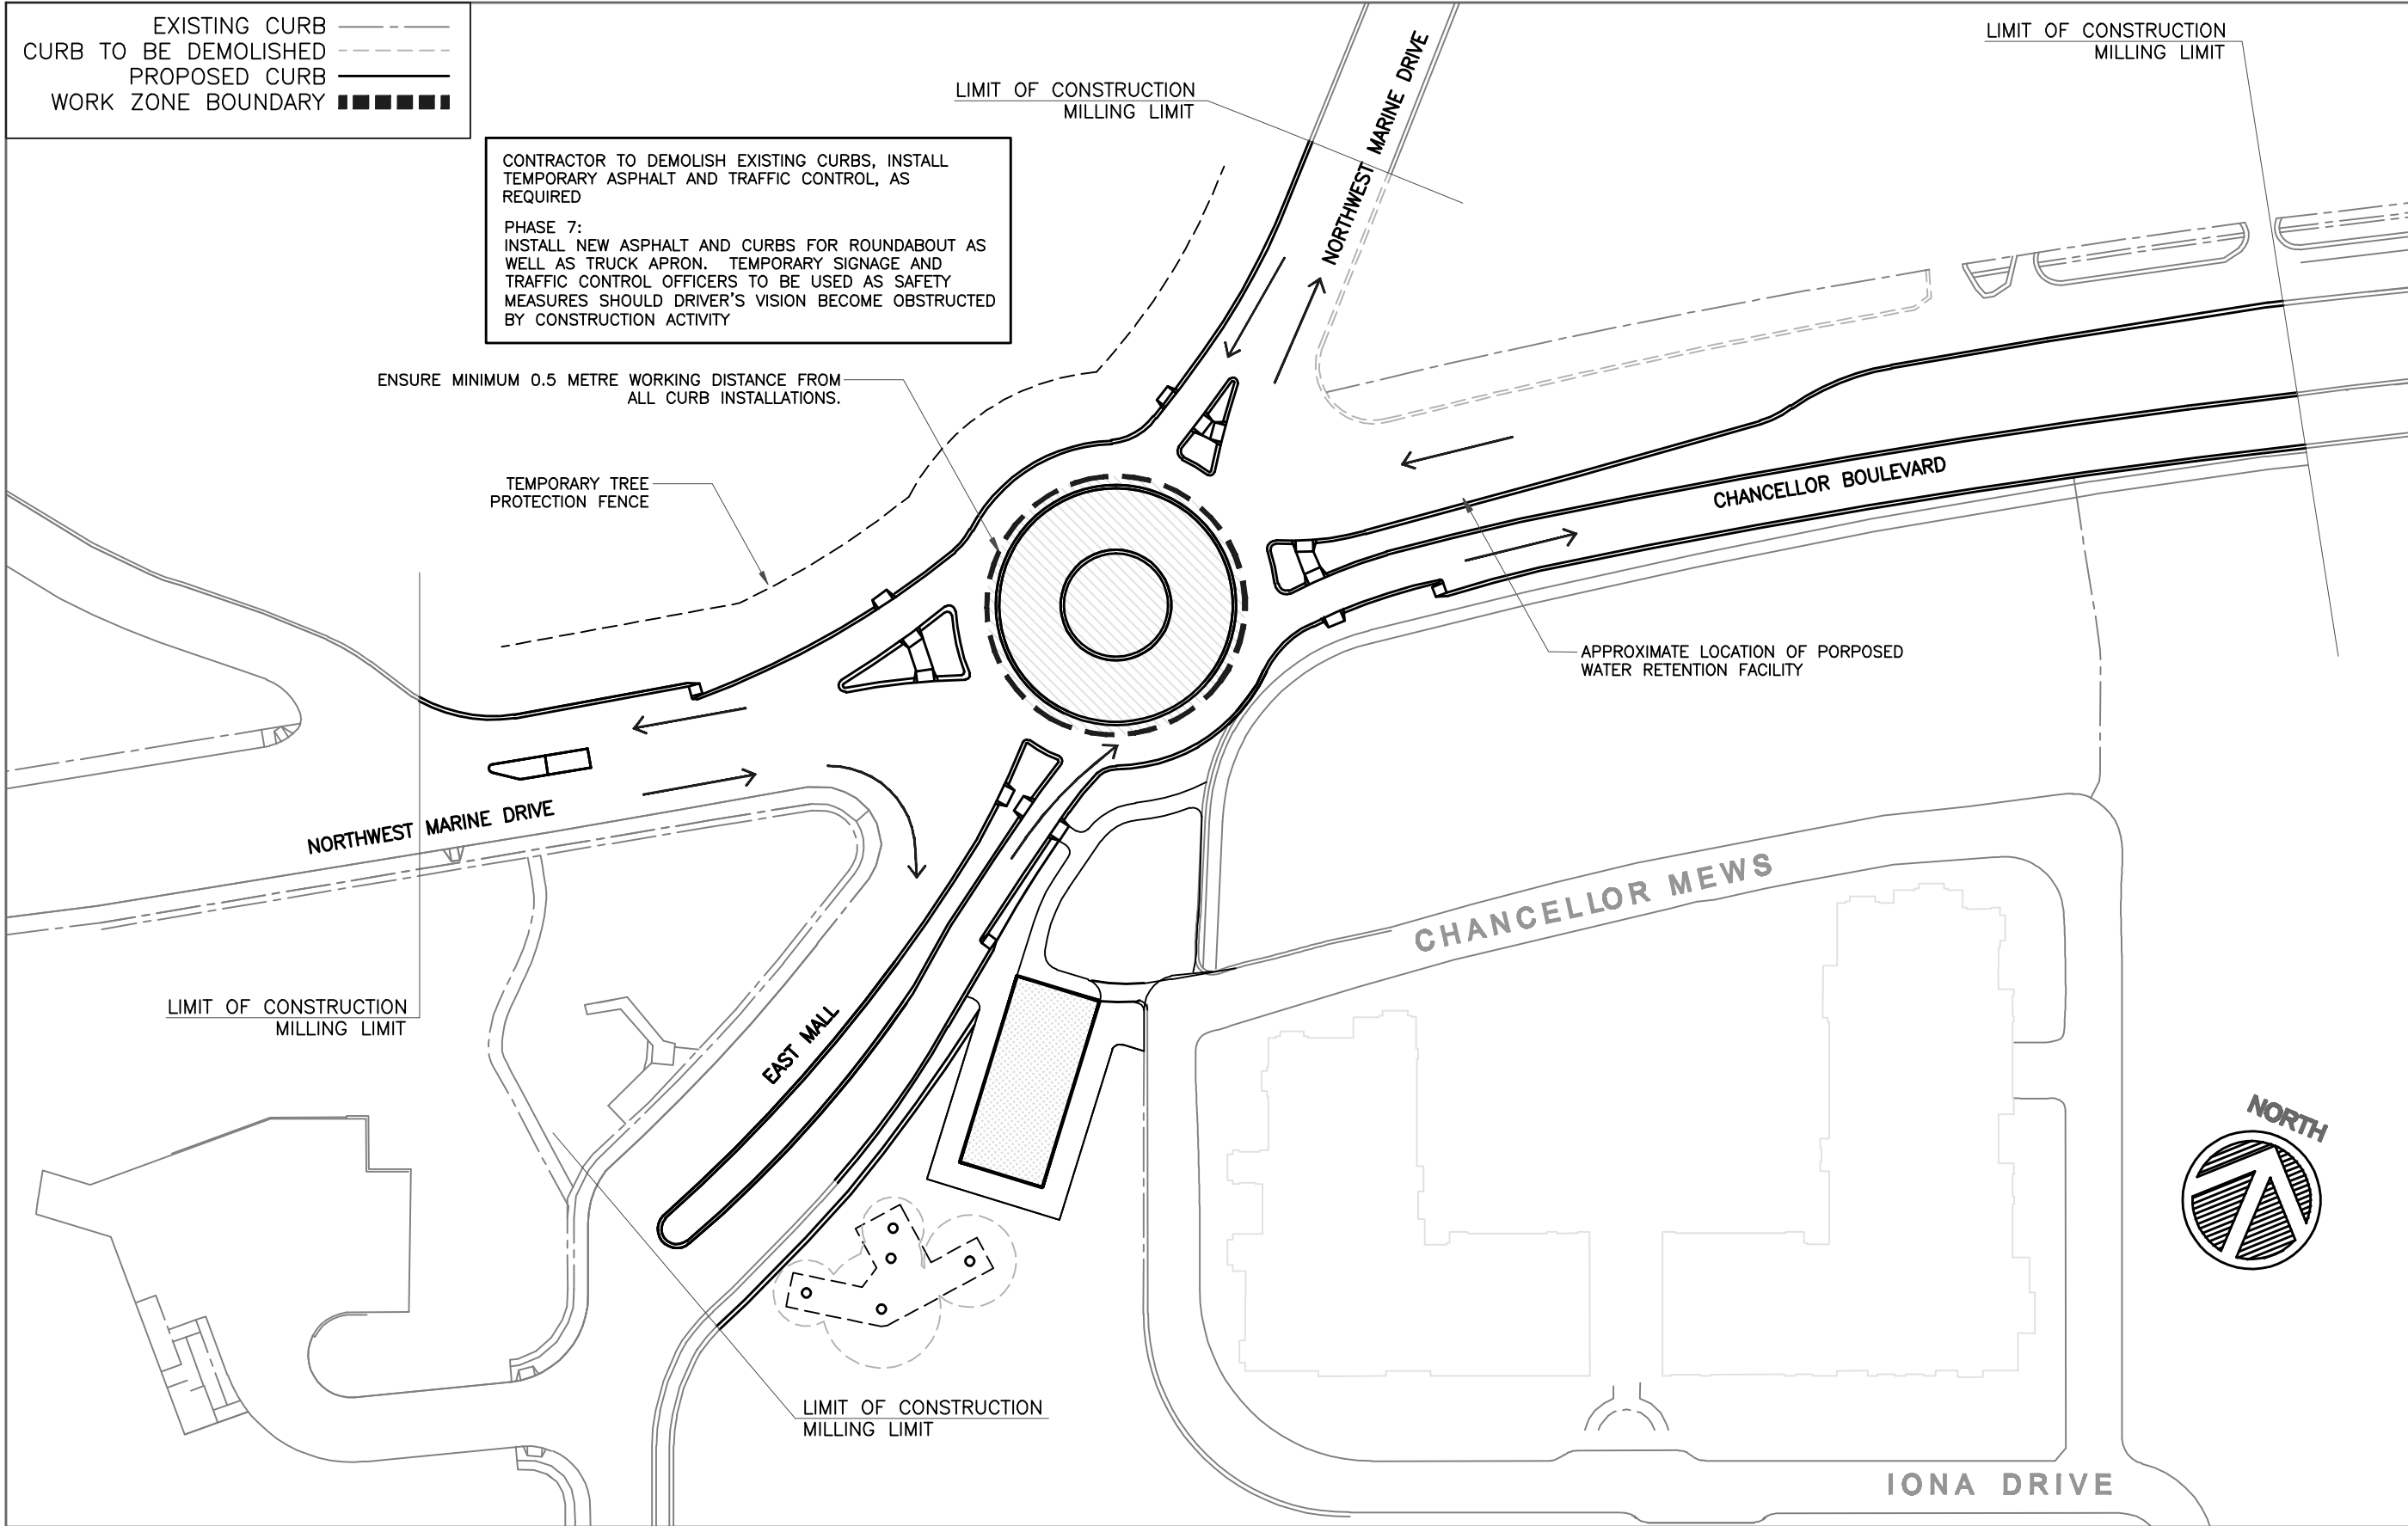 EXISTING CURB
CURB TO BE DEMOLISHED
PROPOSED CURB
WORK ZONE BOUNDARY
LIMIT OF CONSTRUCTION
MILLING LIMIT
LIMIT OF CONSTRUCTION
MILLING LIMIT
NORTHWEST MARINE DRIVE
CONTRACTOR TO DEMOLISH EXISTING CURBS, INSTALL
TEMPORARY ASPHALT AND TRAFFIC CONTROL, AS
REQUIRED
PHASE 7:
INSTALL NEW ASPHALT AND CURBS FOR ROUNDABOUT AS
WELL AS TRUCK APRON. TEMPORARY SIGNAGE AND
TRAFFIC CONTROL OFFICERS TO BE USED AS SAFETY
MEASURES SHOULD DRIVER'S VISION BECOME OBSTRUCTED
BY CONSTRUCTION ACTIVITY
ENSURE MINIMUM 0.5 METRE WORKING DISTANCE FROM
ALL CURB INSTALLATIONS.
TEMPORARY TREE
PROTECTION FENCE
CHANCELLOR BOULEVARD
APPROXIMATE LOCATION OF PORPOSED
WATER RETENTION FACILITY
NORTHWEST MARINE DRIVE
CHANCELLOR MEWS
LIMIT OF CONSTRUCTION
MILLING LIMIT
EAST MALL
NORTH
LIMIT OF CONSTRUCTION
MILLING LIMIT
IONA DRIVE